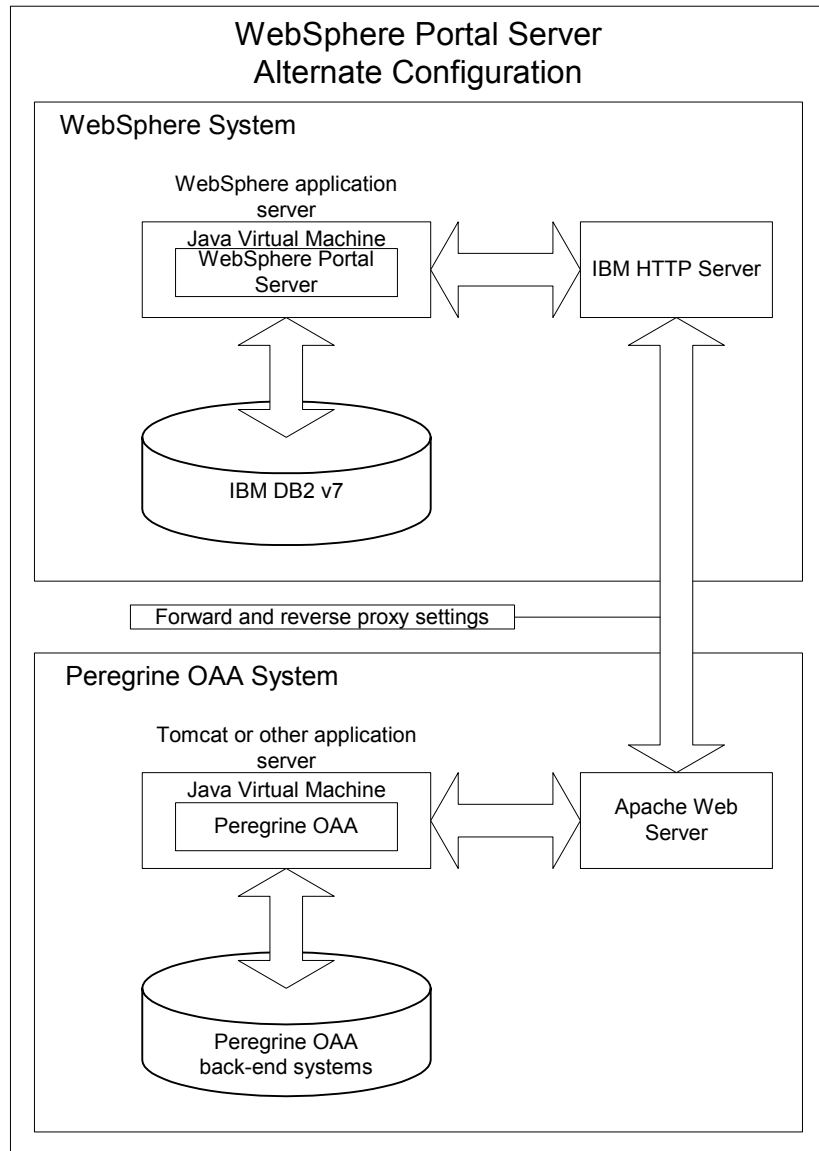 WebSphere Portal Server
Alternate Configuration
WebSphere System
WebSphere application
server
Java Virtual Machine
WebSphere Portal
Server
IBM HTTP Server
IBM DB2 v7
Forward and reverse proxy settings
Peregrine OAA System
Tomcat or other application
server
Java Virtual Machine
Peregrine OAA
Apache Web
Server
Peregrine OAA
back-end systems